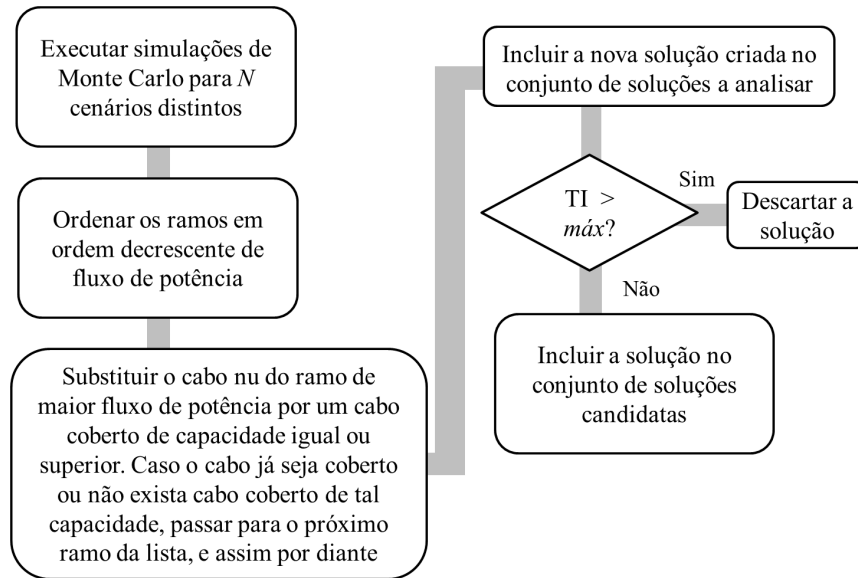 Executar simulações de
Monte Carlo para N
cenários distintos
Ordenar os ramos em
ordem decrescente de
fluxo de potência
Substituir o cabo nu do ramo de
maior fluxo de potência por um cabo
coberto de capacidade igual ou
superior. Caso o cabo já seja coberto
ou não exista cabo coberto de tal
capacidade, passar para o próximo
ramo da lista, e assim por diante
Incluir a nova solução criada no
conjunto de soluções a analisar
TI >
máx?
Sim
Descartar a
solução
Não
Incluir a solução no
conjunto de soluções
candidatas